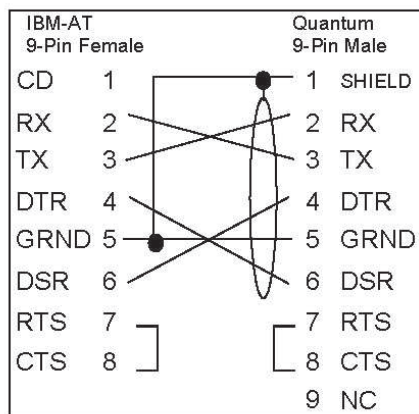 IBM-AT Quantum
9-Pin Female 9-Pin Male
CD 1 1 SHIELD
RX 2 2 RX
TX 3 3 TX
DTR 4 4 DTR
GRND 5 5 GRND
DSR 6 6 DSR
RTS 7 7 RTS
CTS 8 8 CTS
9 NC